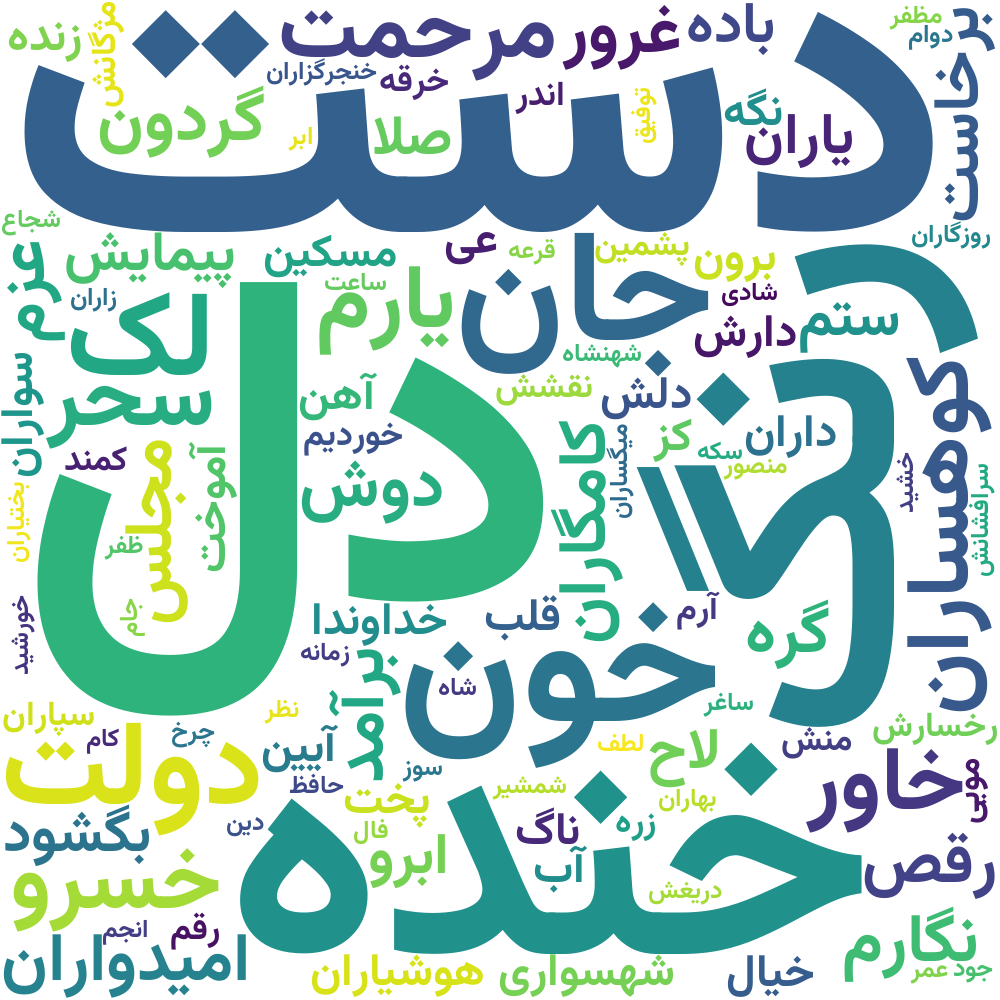 مظفر
دوام
برخاست
باده
غرور
مرحمت
مژگانش
زنده
خنجرگزاران
خرقه
اندر
توفیق
نگه
یاران
صلا
ابر
گردون
دست
روزگاران
شجاع
پشمین
قرعه
عی
مسکین
پیمایش
عزم
برون
شادی
جان
ساعت
یارم
زاران
لک
ستم
دارش
رنگ
شهنشاه
نقشش
دلش
آهن
سحر
سواران
کوهساران
داران
کز
سکه
منصور
میگساران
کامگاران
خوردیم
دوش
دل
آموخت
مجلس
کمند
خشید
سرافشانش
بختیاران
ظفر
جام
خورشید
گره
آرم
قلب
خداوندا
زمانه
برآمد
خون
شاه
ساغر
رخسارش
نظر
سپاران
چرخ
کام
منش
لاح
لطف
آیین
دولت
سوز
حافظ
موبی
خاور
شمشیر
بهاران
پخت
زره
ناگ
فال
دین
بگشود
خنده
رقص
آب
ابرو
خسرو
دریغش
رقم
انجم
نگارم
امیدواران
هوشیاران
شهسواری
خیال
عمر
جود